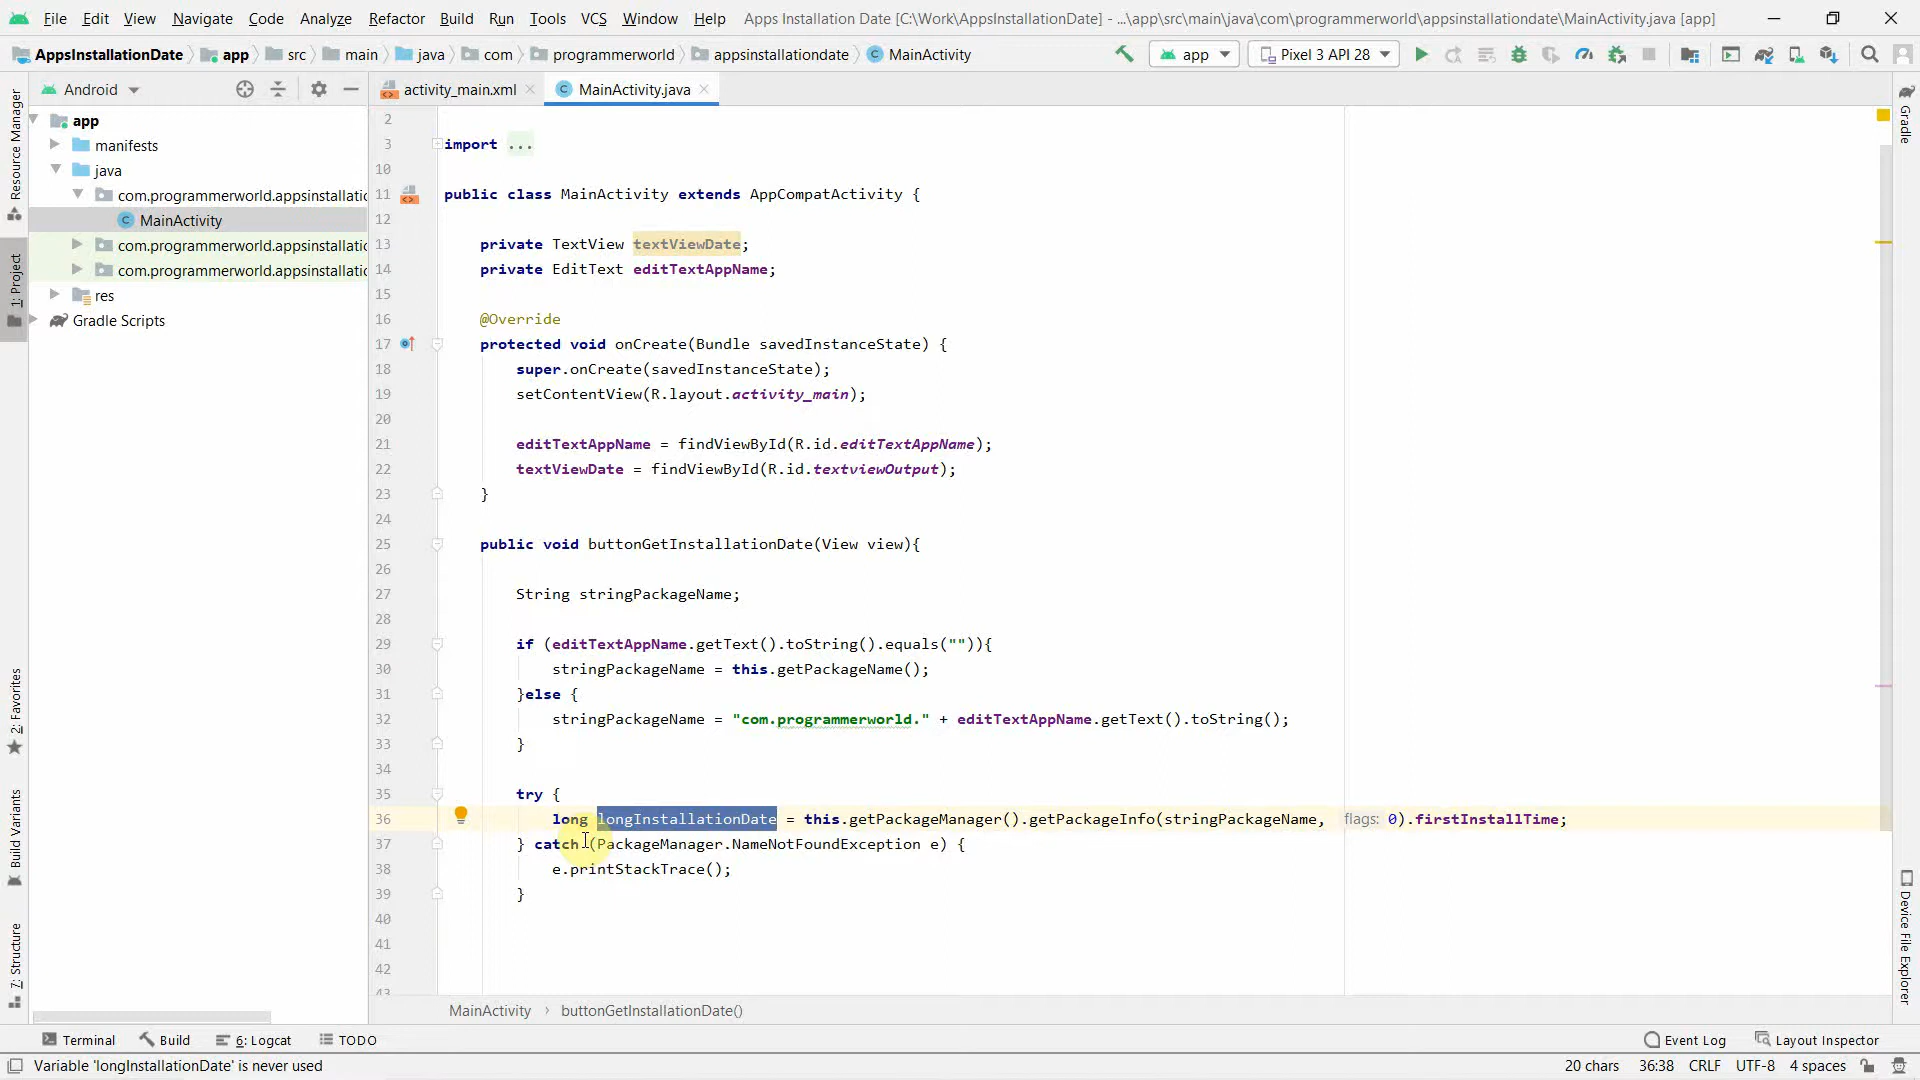 File Edit View Navigate Code Analyze Refactor Build Run Tools VCS Window Help Apps Installation Date [C:\Work\AppsInstallationDate] - ...\app\src\main\java\com\programmerworld\appsinstallationdate\MainActivity.java [app]
AppsInstallationDate app src main java com programmerworld appsinstallationdate MainActivity app Pixel 3 API 28
Android activity_main.xml MainActivity.java
Resource Manager
1: Project
2: Favorites
Build Variants
7: Structure
app
manifests
java
com.programmerworld.appsinstallatio
MainActivity
com.programmerworld.appsinstallatio
com.programmerworld.appsinstallatio
res
Gradle Scripts
2
3 import ...
10
11 public class MainActivity extends AppCompatActivity {
12
13 private TextView textViewDate;
14 private EditText editTextAppName;
15
16 @Override
17 protected void onCreate(Bundle savedInstanceState) {
18 super.onCreate(savedInstanceState);
19 setContentView(R.layout.activity_main);
20
21 editTextAppName = findViewById(R.id.editTextAppName);
22 textViewDate = findViewById(R.id.textviewOutput);
23 }
24
25 public void buttonGetInstallationDate(View view){
26
27 String stringPackageName;
28
29 if (editTextAppName.getText().toString().equals("")){
30 stringPackageName = this.getPackageName();
31 }else {
32 stringPackageName = "com.programmerworld." + editTextAppName.getText().toString();
33 }
34
35 try {
36 long longInstallationDate = this.getPackageManager().getPackageInfo(stringPackageName, flags: 0).firstInstallTime;
37 } catch (PackageManager.NameNotFoundException e) {
38 e.printStackTrace();
39 }
40
41
42
43
Gradle
Device File Explorer
MainActivity › buttonGetInstallationDate()
Terminal Build 6: Logcat TODO Event Log Layout Inspector
Variable 'longInstallationDate' is never used 20 chars 36:38 CRLF UTF-8 4 spaces